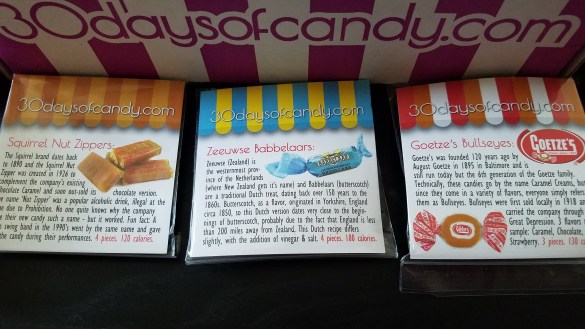 30daysofcandy.com
30daysofcandy.com
Squirrel Nut Zippers:
The Squirrel brand dates back
to 1890 and the Squirrel Nut
Zipper was created in 1926 to
complement the company's existing
Chocolate Caramel and soon out-sold its chocolate version.
name 'Nut Zipper' was a popular alcoholic drink, illegal at the
due to Prohibition. No one quite knows why the company
their new candy such a name - but it worked. Fun fact: A
swing band in the 1990's went by the same name and gave
the candy during their performances. 4 pieces. 120 calories.
30daysofcandy.com
Zeeuwse Babbelaars:
Zeeuwse (Zealand) is
the westernmost prov-
ince of the Netherlands
(where New Zealand gets it's name) and Babbelaars (butterscotch)
are a traditional Dutch treat, dating back over 150 years to the
1860s. Butterscotch, as a flavor, originated in Yorkshire, England
circa 1850, so this Dutch version dates very close to the begin-
nings of butterscotch, probably due to the fact that England is less
than 200 miles away from Zealand. This Dutch recipe differs
slightly, with the addition of vinegar & salt. 4 pieces. 100 calories.
30daysofcandy.com
Goetze's Bullseyes:
GOETZE'S
Goetze's was founded 120 years ago by
August Goetze in 1895 in Baltimore and is
still run today but the 6th generation of the Goetze family.
Technically, these candies go by the name Caramel Creams, but
since they come in a variety of flavors, everyone simply refers
them as Bullseyes. Bullseyes were first sold locally in 1918 and
carried the company through
Great Depression. 3 flavors
sample: Caramel, Chocolate,
Strawberry. 3 pieces. 130